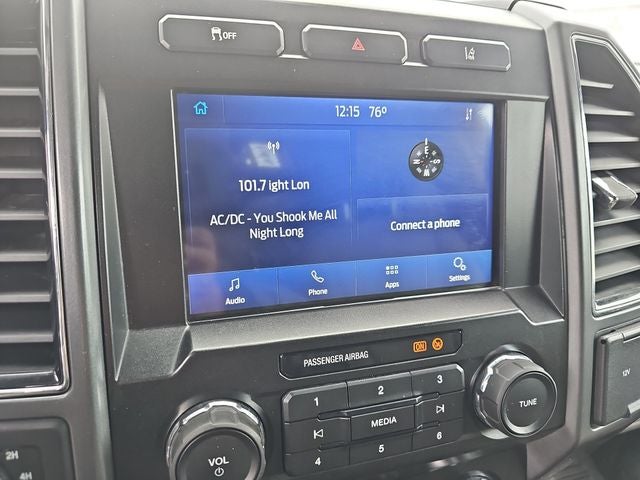 OFF
12:15 76°
E
N S
W
101.7 ight Lon
AC/DC - You Shook Me All
Night Long
Connect a phone
Audio Phone Apps Settings
PASSENGER AIRBAG ON
1 2 3
MEDIA
4 5 6
VOL
TUNE
12V
2H
4H